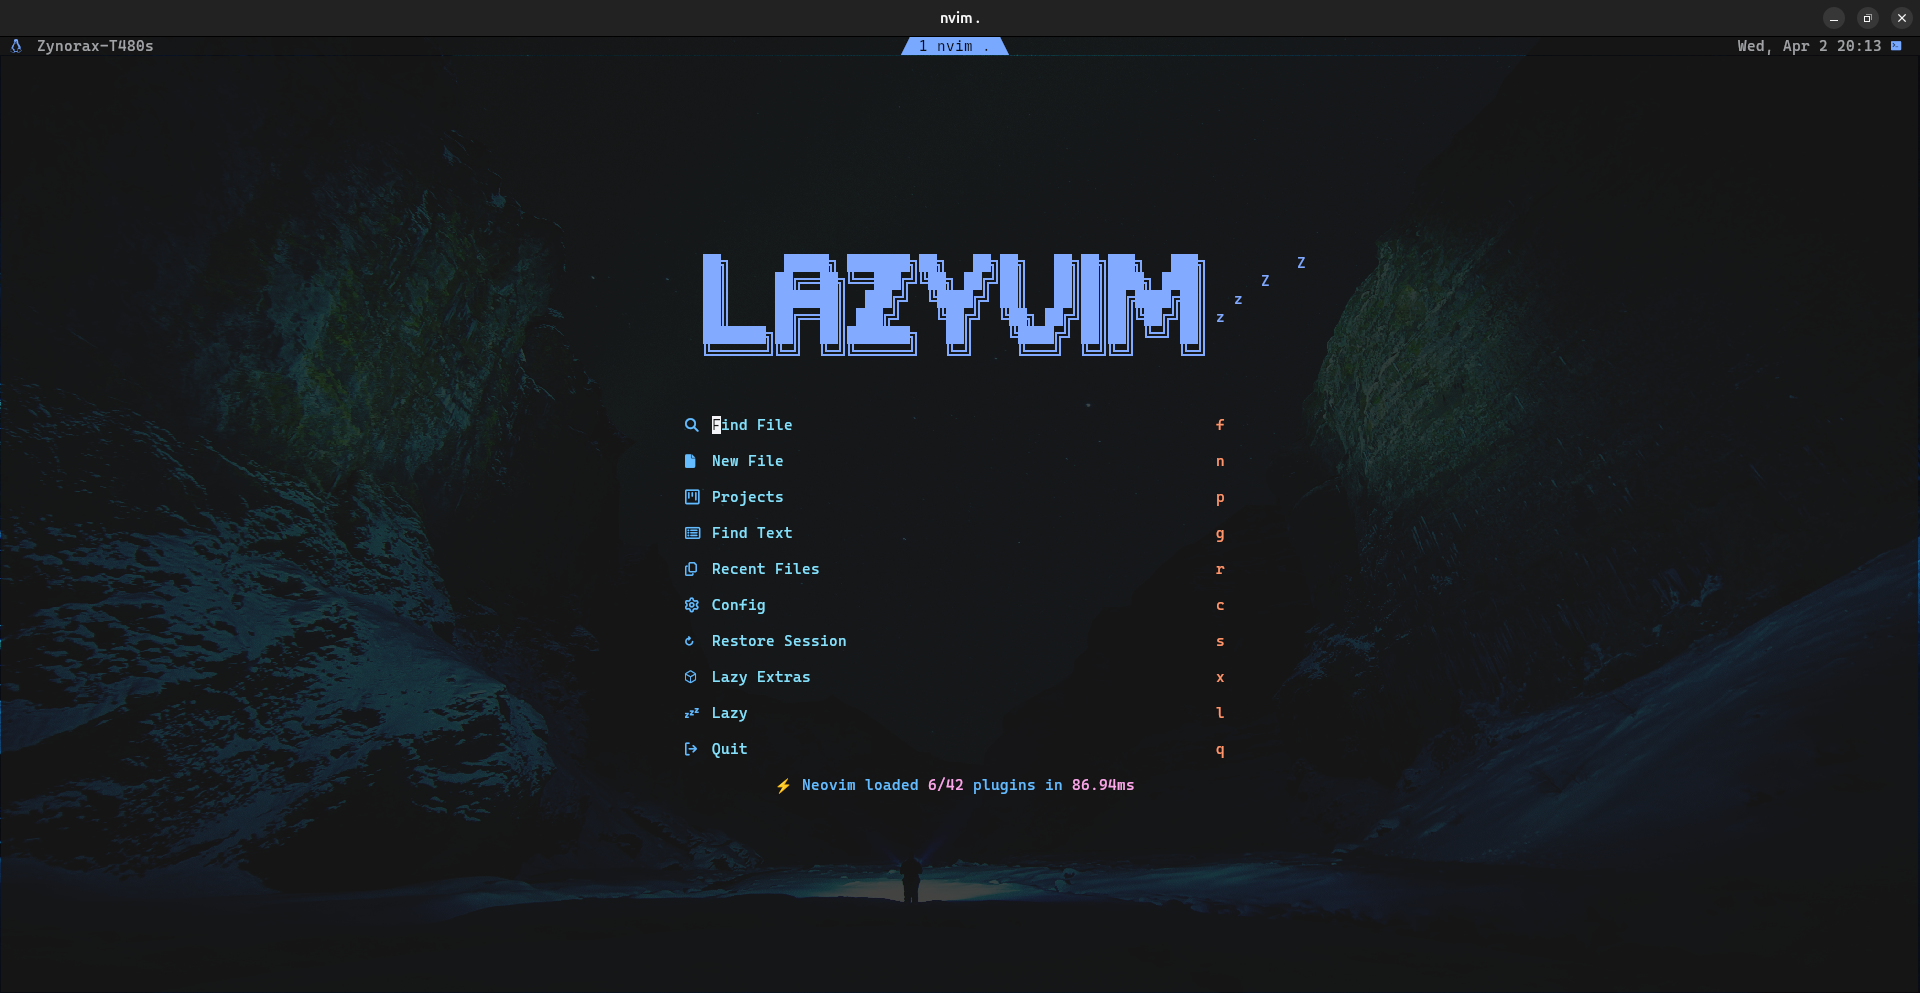 nvim .
Zynorax-T480s
1 nvim .
Wed, Apr 2 20:13
LAZYVIM
Z
Z
z
z
Find File f
New File n
Projects p
Find Text g
Recent Files r
Config c
Restore Session s
Lazy Extras x
zzz Lazy l
Quit q
⚡ Neovim loaded 6/42 plugins in 86.94ms